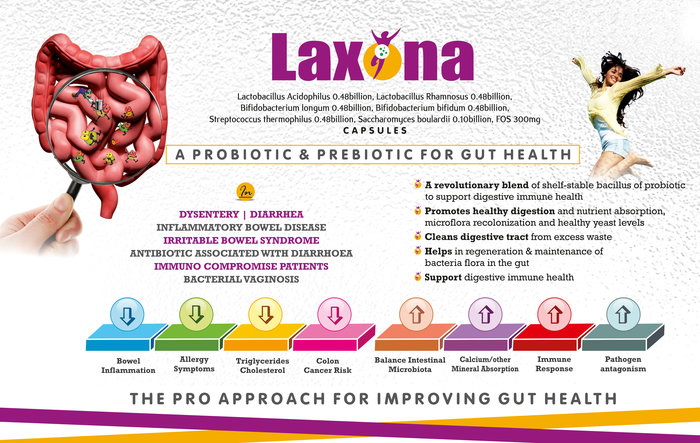 Laxona
Lactobacillus Acidophilus 0.48billion, Lactobacillus Rhamnosus 0.48billion,
Bifidobacterium longum 0.48billion, Bifidobacterium bifidum 0.48billion,
Streptococcus thermophilus 0.48billion, Saccharomyces boulardii 0.10billion, FOS 300mg
CAPSULES
A PROBIOTIC & PREBIOTIC FOR GUT HEALTH
In
DYSENTERY | DIARRHEA
INFLAMMATORY BOWEL DISEASE
IRRITABLE BOWEL SYNDROME
ANTIBIOTIC ASSOCIATED WITH DIARRHOEA
IMMUNO COMPROMISE PATIENTS
BACTERIAL VAGINOSIS
A revolutionary blend of shelf-stable bacillus of probiotic
to support digestive immune health
Promotes healthy digestion and nutrient absorption,
microflora recolonization and healthy yeast levels
Cleans digestive tract from excess waste
Helps in regeneration & maintenance of
bacteria flora in the gut
Support digestive immune health
Bowel
Inflammation
Allergy
Symptoms
Triglycerides
Cholesterol
Colon
Cancer Risk
Balance Intestinal
Microbiota
Calcium/other
Mineral Absorption
Immune
Response
Pathogen
antagonism
THE PRO APPROACH FOR IMPROVING GUT HEALTH